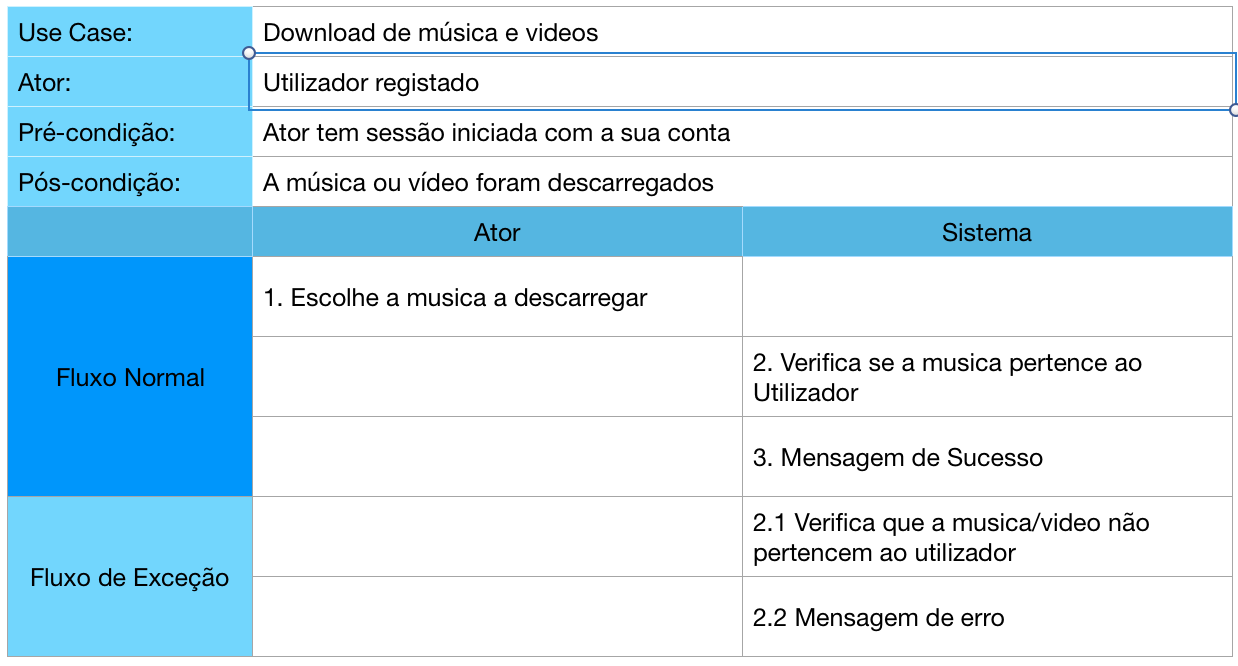 Use Case:
Download de música e videos
Ator:
Utilizador registado
Pré-condição:
Ator tem sessão iniciada com a sua conta
Pós-condição:
A música ou vídeo foram descarregados
Ator
Sistema
Fluxo Normal
1. Escolhe a musica a descarregar
2. Verifica se a musica pertence ao
Utilizador
3. Mensagem de Sucesso
Fluxo de Exceção
2.1 Verifica que a musica/video não
pertencem ao utilizador
2.2 Mensagem de erro